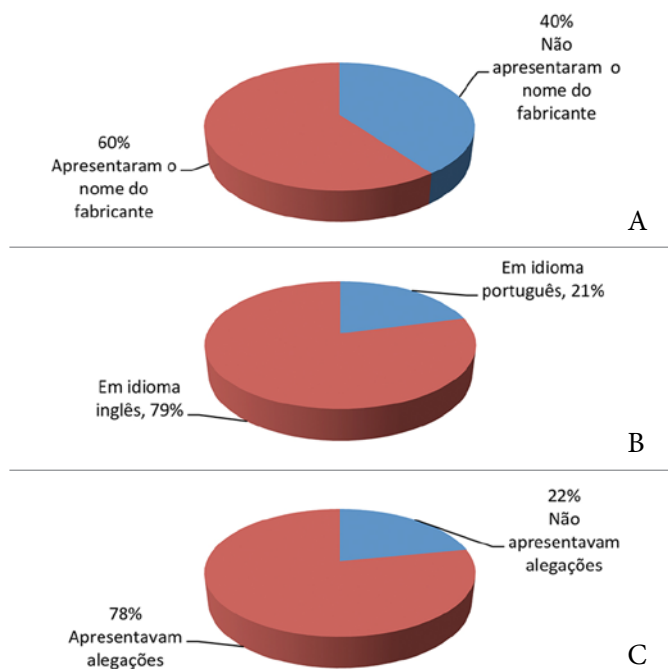 40%
Não
apresentaram o
nome do
fabricante
60%
Apresentaram o
nome do
fabricante
A
Em idioma
português, 21%
Em idioma
inglês, 79%
B
22%
Não
apresentavam
alegações
78%
Apresentavam
alegações
C